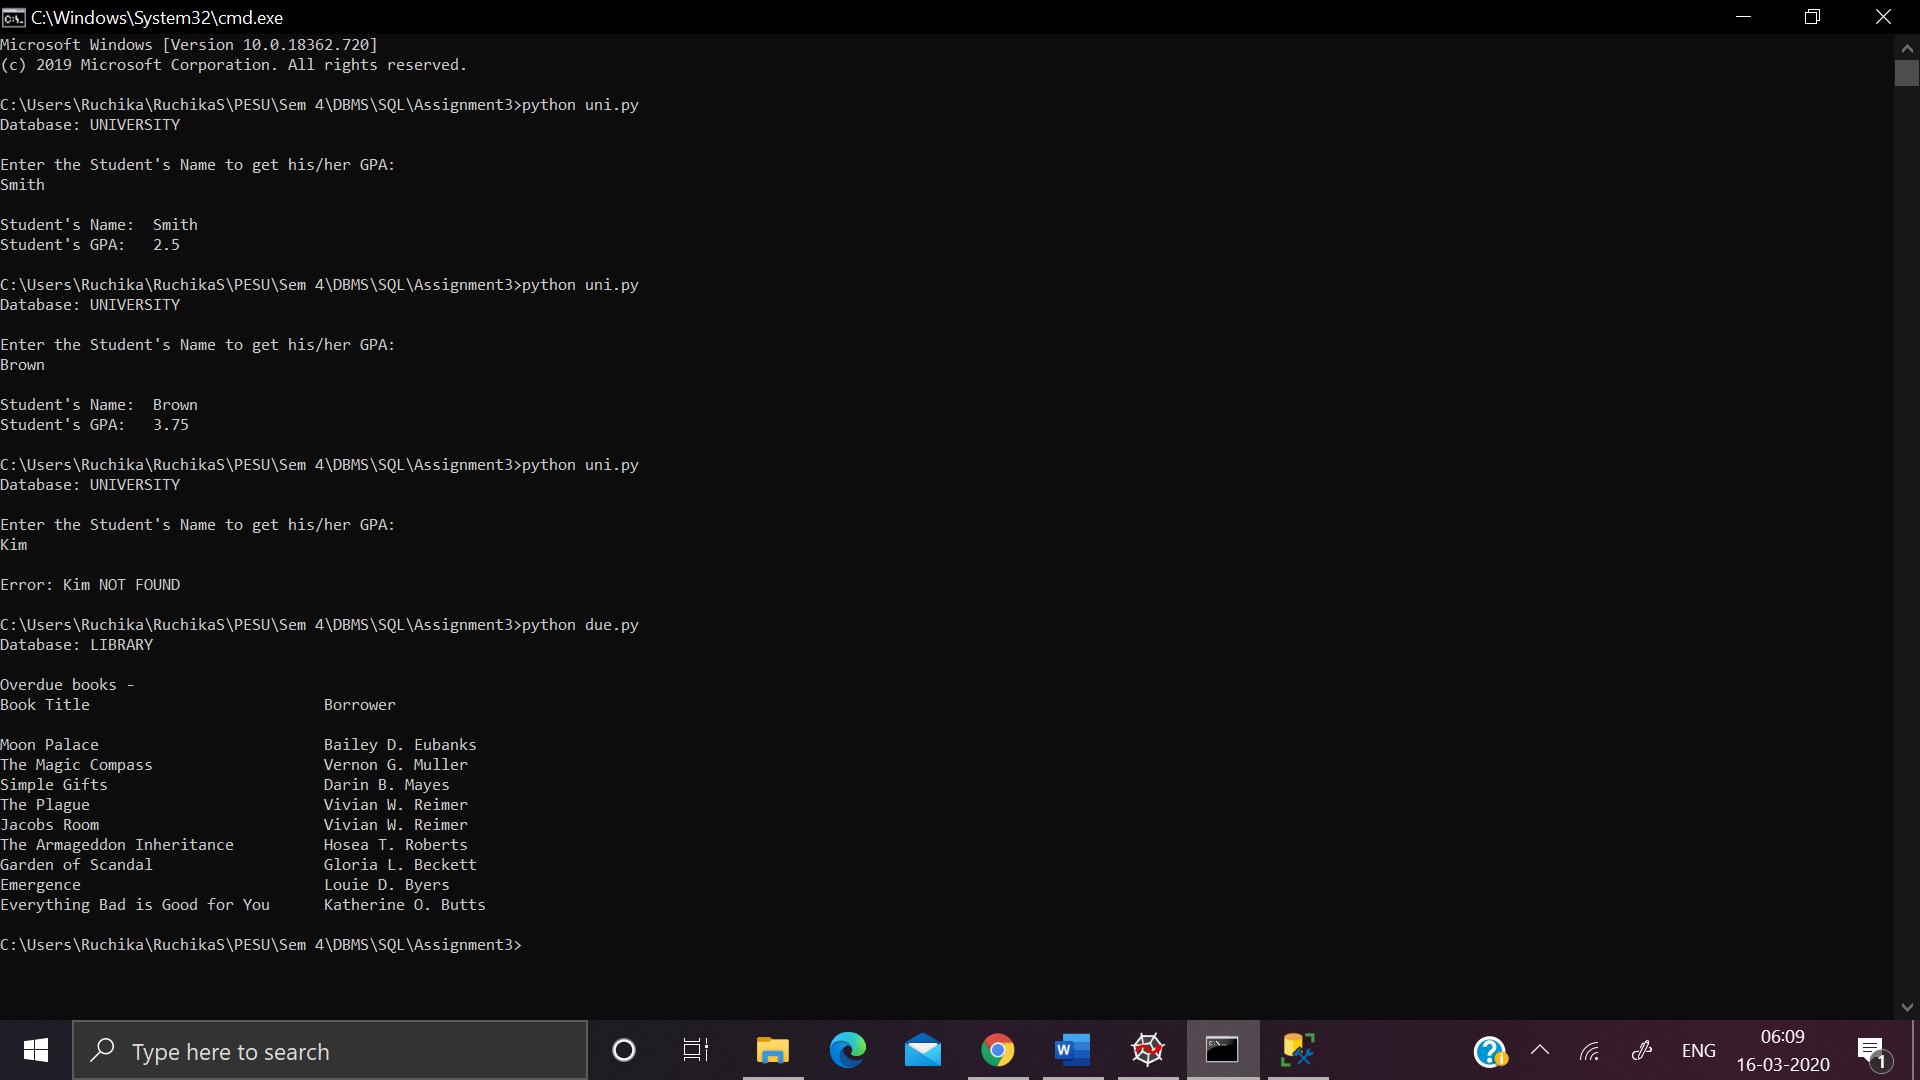 C:\Windows\System32\cmd.exe
Microsoft Windows [Version 10.0.18362.720]
(c) 2019 Microsoft Corporation. All rights reserved.
C:\Users\Ruchika\RuchikaS\PESU\Sem 4\DBMS\SQL\Assignment3>python uni.py
Database: UNIVERSITY
Enter the Student's Name to get his/her GPA:
Smith
Student's Name:  Smith
Student's GPA:   2.5
C:\Users\Ruchika\RuchikaS\PESU\Sem 4\DBMS\SQL\Assignment3>python uni.py
Database: UNIVERSITY
Enter the Student's Name to get his/her GPA:
Brown
Student's Name:  Brown
Student's GPA:   3.75
C:\Users\Ruchika\RuchikaS\PESU\Sem 4\DBMS\SQL\Assignment3>python uni.py
Database: UNIVERSITY
Enter the Student's Name to get his/her GPA:
Kim
Error: Kim NOT FOUND
C:\Users\Ruchika\RuchikaS\PESU\Sem 4\DBMS\SQL\Assignment3>python due.py
Database: LIBRARY
Overdue books -
Book Title                          Borrower
Moon Palace                         Bailey D. Eubanks
The Magic Compass                   Vernon G. Muller
Simple Gifts                        Darin B. Mayes
The Plague                          Vivian W. Reimer
Jacobs Room                         Vivian W. Reimer
The Armageddon Inheritance          Hosea T. Roberts
Garden of Scandal                   Gloria L. Beckett
Emergence                           Louie D. Byers
Everything Bad is Good for You      Katherine O. Butts
C:\Users\Ruchika\RuchikaS\PESU\Sem 4\DBMS\SQL\Assignment3>
Type here to search
W
ENG
06:09
16-03-2020
1